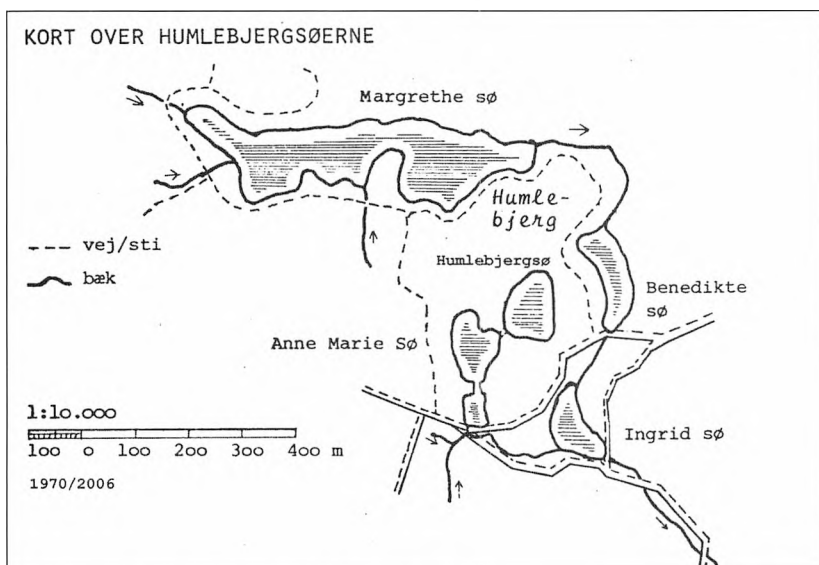 KORT OVER HUMLEBJERGSØERNE
Margrethe sø
Humle-
bjerg
vej/sti
bæk
Humlebjergsø
Benedikte
sø
Anne Marie Sø
1:10.000
100 0 100 200 300 400 m
Ingrid sø
1970/2006